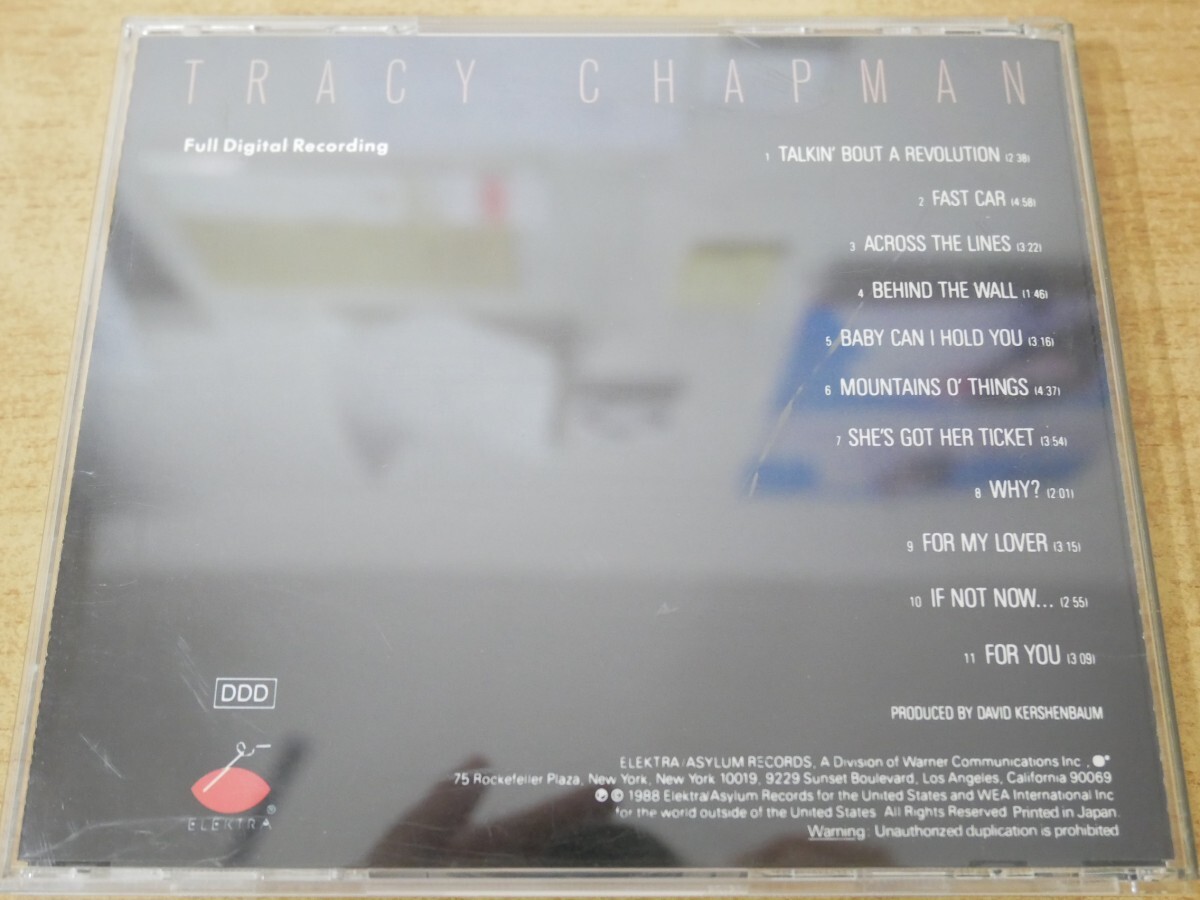 TRACY CHAPMAN
Full Digital Recording
1 TALKIN' BOUT A REVOLUTION (2 38)
2 FAST CAR (4:58)
3 ACROSS THE LINES (3 22)
4 BEHIND THE WALL (1 46)
5 BABY CAN I HOLD YOU (3 16)
6 MOUNTAINS O' THINGS (4:37)
7 SHE'S GOT HER TICKET (3:54)
8 WHY? (2:01)
9 FOR MY LOVER (3:15)
10 IF NOT NOW... (2 55)
11 FOR YOU (3 09)
DDD
PRODUCED BY DAVID KERSHENBAUM
ELEKTRA®
ELEKTRA/ASYLUM RECORDS, A Division of Warner Communications Inc.,
75 Rockefeller Plaza, New York, New York 10019, 9229 Sunset Boulevard, Los Angeles, California 90069
℗ © 1988 Elektra/Asylum Records for the United States and WEA International Inc
for the world outside of the United States. All Rights Reserved. Printed in Japan.
Warning: Unauthorized duplication is prohibited